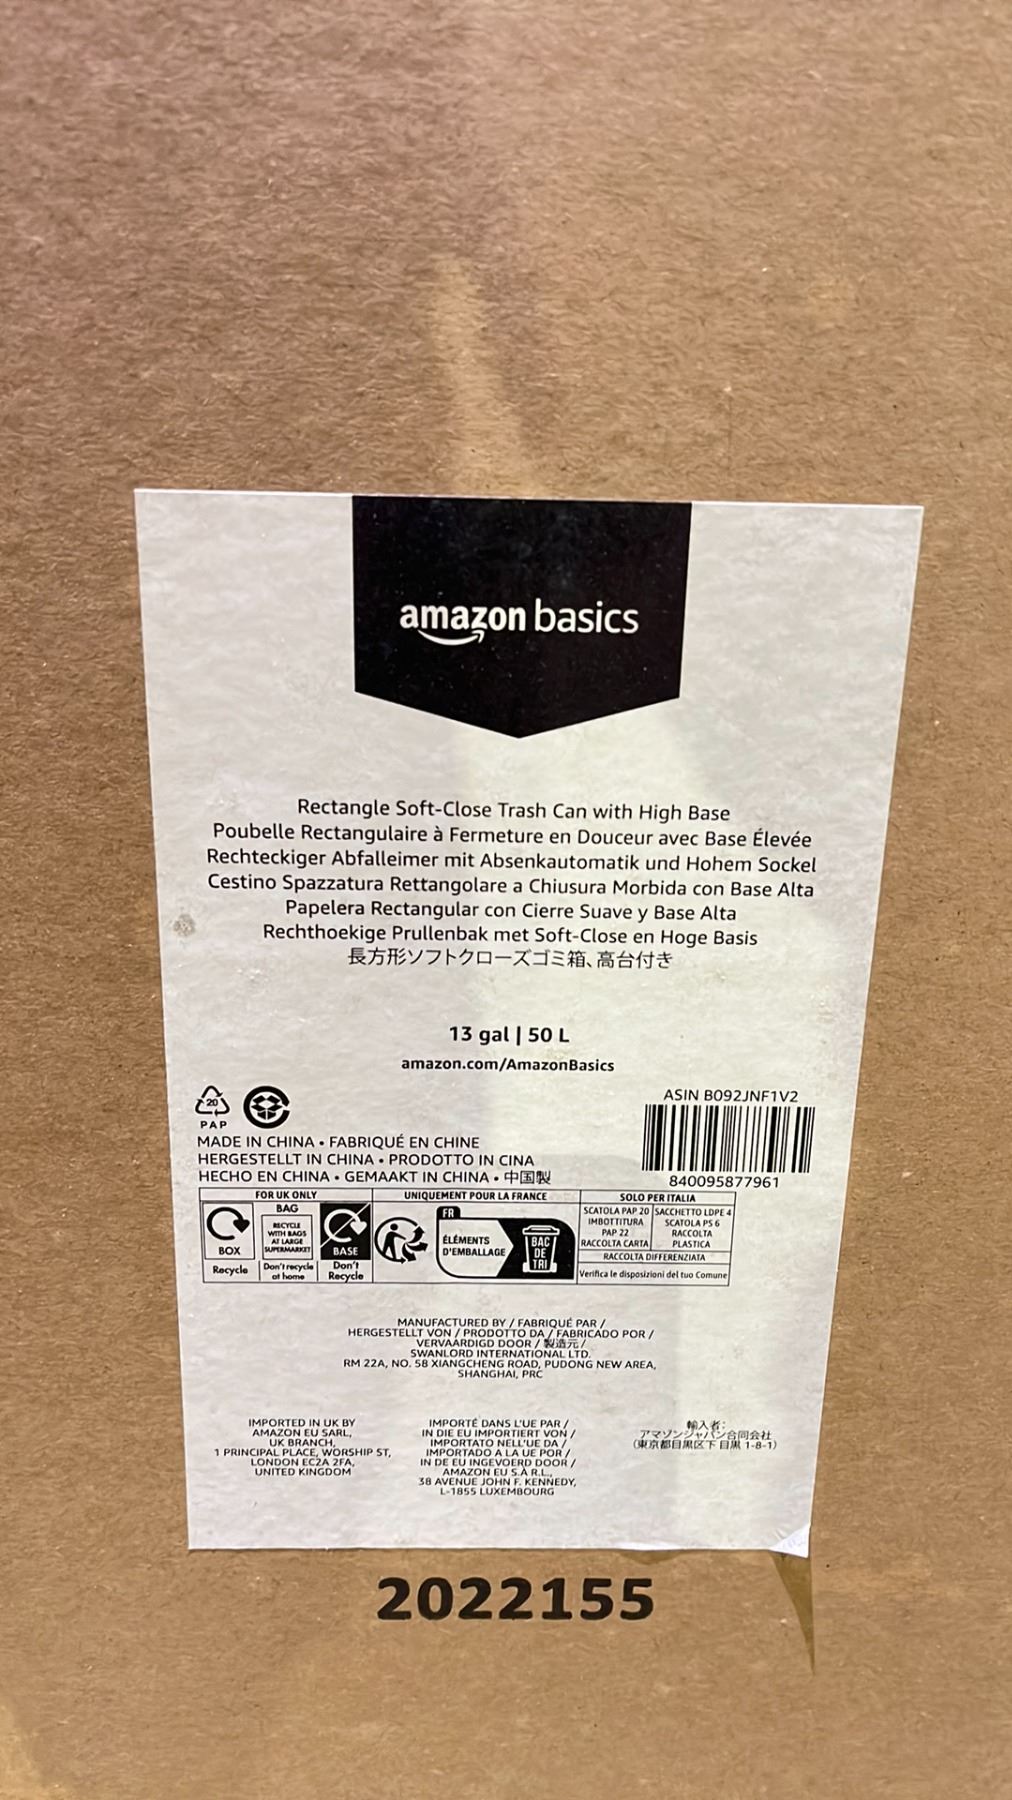 amazon basics
Rectangle Soft-Close Trash Can with High Base
Poubelle Rectangulaire à Fermeture en Douceur avec Base Élevée
Rechteckiger Abfalleimer mit Absenkautomatik und Hohem Sockel
Cestino Spazzatura Rettangolare a Chiusura Morbida con Base Alta
Papelera Rectangular con Cierre Suave y Base Alta
Rechthoekige Prullenbak met Soft-Close en Hoge Basis
長方形ソフトクローズゴミ箱、高台付き
13 gal | 50 L
amazon.com/AmazonBasics
ASIN B092JNF1V2
840095877961
20
PAP
MADE IN CHINA • FABRIQUÉ EN CHINE
HERGESTELLT IN CHINA • PRODOTTO IN CINA
HECHO EN CHINA • GEMAAKT IN CHINA • 中国製
FOR UK ONLY
BOX
Recycle
BAG
RECYCLE
WITH BAGS
AT LARGE
SUPERMARKET
Don't recycle
at home
BASE
Don't
Recycle
UNIQUEMENT POUR LA FRANCE
FR
ÉLÉMENTS
D'EMBALLAGE
BAC
DE
TRI
SOLO PER ITALIA
SCATOLA PAP 20
IMBOTTITURA
PAP 22
RACCOLTA CARTA
SACCHETTO LDPE 4
SCATOLA PS 6
RACCOLTA
PLASTICA
RACCOLTA DIFFERENZIATA
Verifica le disposizioni del tuo Comune
MANUFACTURED BY / FABRIQUÉ PAR /
HERGESTELLT VON / PRODOTTO DA / FABRICADO POR /
VERVAARDIGD DOOR / 製造元 /
SWANLORD INTERNATIONAL LTD.
RM 22A, NO. 58 XIANGCHENG ROAD, PUDONG NEW AREA,
SHANGHAI, PRC
IMPORTED IN UK BY
AMAZON EU SARL,
UK BRANCH,
1 PRINCIPAL PLACE, WORSHIP ST,
LONDON EC2A 2FA,
UNITED KINGDOM
IMPORTÉ DANS L'UE PAR /
IN DIE EU IMPORTIERT VON /
IMPORTATO NELL'UE DA /
IMPORTADO A LA UE POR /
IN DE EU INGEVOERD DOOR /
AMAZON EU S.À R.L.,
38 AVENUE JOHN F. KENNEDY,
L-1855 LUXEMBOURG
輸入者:
アマゾンジャパン合同会社
(東京都目黒区下目黒 1-8-1)
2022155